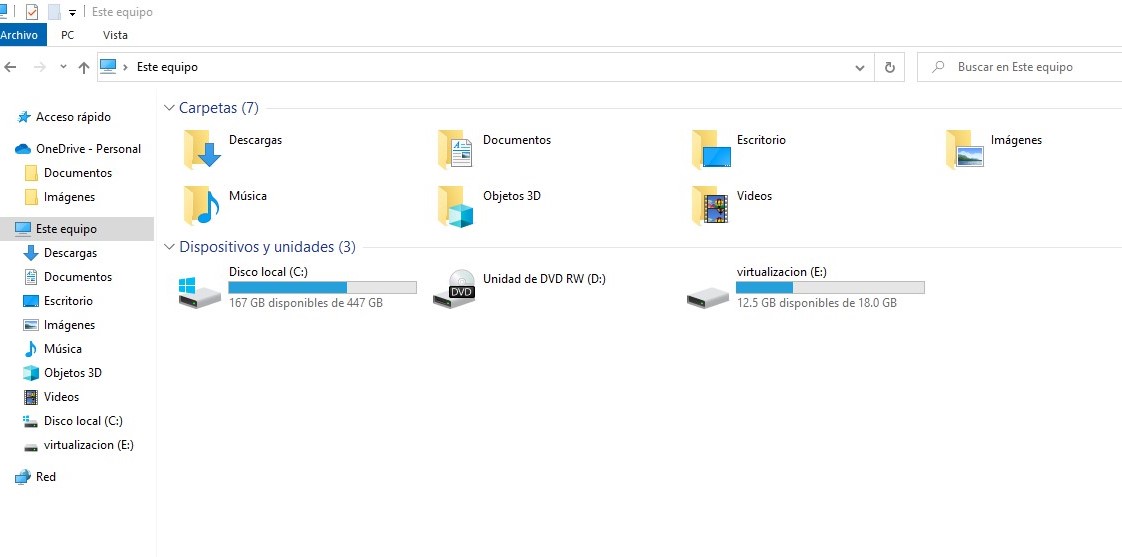 Este equipo
Archivo PC Vista
Este equipo
Buscar en Este equipo
Acceso rápido
OneDrive - Personal
Documentos
Imágenes
Este equipo
Descargas
Documentos
Escritorio
Imágenes
Música
Objetos 3D
Videos
Disco local (C:)
virtualizacion (E:)
Red
Carpetas (7)
Descargas Documentos Escritorio Imágenes
Música Objetos 3D Videos
Dispositivos y unidades (3)
Disco local (C:)
167 GB disponibles de 447 GB
DVD
Unidad de DVD RW (D:)
virtualizacion (E:)
12.5 GB disponibles de 18.0 GB